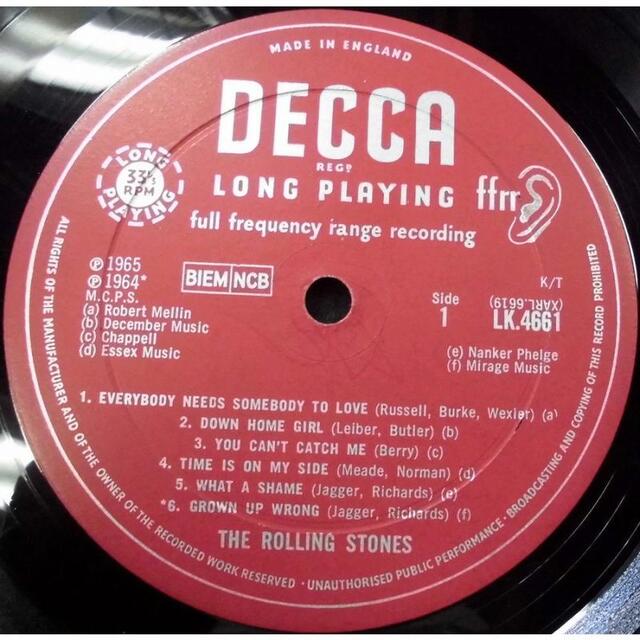 MADE IN ENGLAND
DECCA
REGD
LONG PLAYING
LONG 33⅓ RPM PLAYING
ffrr
full frequency range recording
℗ 1965
℗ 1964*
M.C.P.S.
(a) Robert Mellin
(b) December Music
(c) Chappell
(d) Essex Music
BIEM NCB
K/T
Side 1
(XARL.6619)
LK.4661
(e) Nanker Phelge
(f) Mirage Music
1. EVERYBODY NEEDS SOMEBODY TO LOVE (Russell, Burke, Wexler) (a)
2. DOWN HOME GIRL (Leiber, Butler) (b)
3. YOU CAN'T CATCH ME (Berry) (c)
4. TIME IS ON MY SIDE (Meade, Norman) (d)
5. WHAT A SHAME (Jagger, Richards) (e)
*6. GROWN UP WRONG (Jagger, Richards) (f)
THE ROLLING STONES
ALL RIGHTS OF THE MANUFACTURER AND OF THE OWNER OF THE RECORDED WORK RESERVED · UNAUTHORISED PUBLIC PERFORMANCE · BROADCASTING AND COPYING OF THIS RECORD PROHIBITED